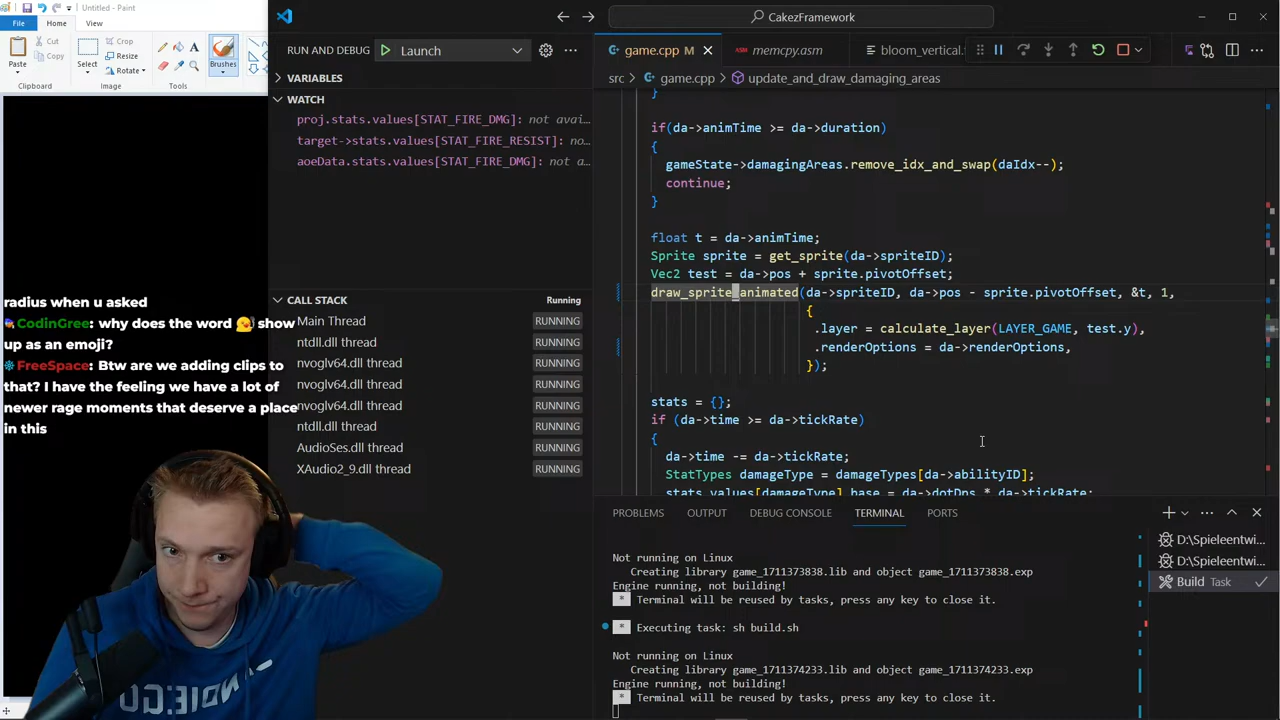 Untitled - Paint
File
Home
View
Paste
Cut
Copy
Clipboard
Select
Crop
Resize
Rotate
Image
Tools
Brushes
radius when u asked
CodinGree: why does the word show
up as an emoji?
FreeSpace: Btw are we adding clips to
that? I have the feeling we have a lot of
newer rage moments that deserve a place
in this
CakezFramework
RUN AND DEBUG
Launch
VARIABLES
WATCH
proj.stats.values[STAT_FIRE_DMG]: not avai…
target->stats.values[STAT_FIRE_RESIST]: no…
aoeData.stats.values[STAT_FIRE_DMG]: not a…
CALL STACK
Running
Main Thread RUNNING
ntdll.dll thread RUNNING
nvoglv64.dll thread RUNNING
nvoglv64.dll thread RUNNING
nvoglv64.dll thread RUNNING
ntdll.dll thread RUNNING
AudioSes.dll thread RUNNING
XAudio2_9.dll thread RUNNING
game.cpp M
memcpy.asm
bloom_vertical.
src > game.cpp > update_and_draw_damaging_areas
}
if(da->animTime >= da->duration)
{
gameState->damagingAreas.remove_idx_and_swap(daIdx--);
continue;
}
float t = da->animTime;
Sprite sprite = get_sprite(da->spriteID);
Vec2 test = da->pos + sprite.pivotOffset;
draw_sprite_animated(da->spriteID, da->pos - sprite.pivotOffset, &t, 1,
{
.layer = calculate_layer(LAYER_GAME, test.y),
.renderOptions = da->renderOptions,
});
stats = {};
if (da->time >= da->tickRate)
{
da->time -= da->tickRate;
StatTypes damageType = damageTypes[da->abilityID];
stats.values[damageType].base = da->dotDps * da->tickRate;
PROBLEMS
OUTPUT
DEBUG CONSOLE
TERMINAL
PORTS
Not running on Linux
Creating library game_1711373838.lib and object game_1711373838.exp
Engine running, not building!
* Terminal will be reused by tasks, press any key to close it.
* Executing task: sh build.sh
Not running on Linux
Creating library game_1711374233.lib and object game_1711374233.exp
Engine running, not building!
* Terminal will be reused by tasks, press any key to close it.
D:\Spieleentwi...
D:\Spieleentwi...
Build Task